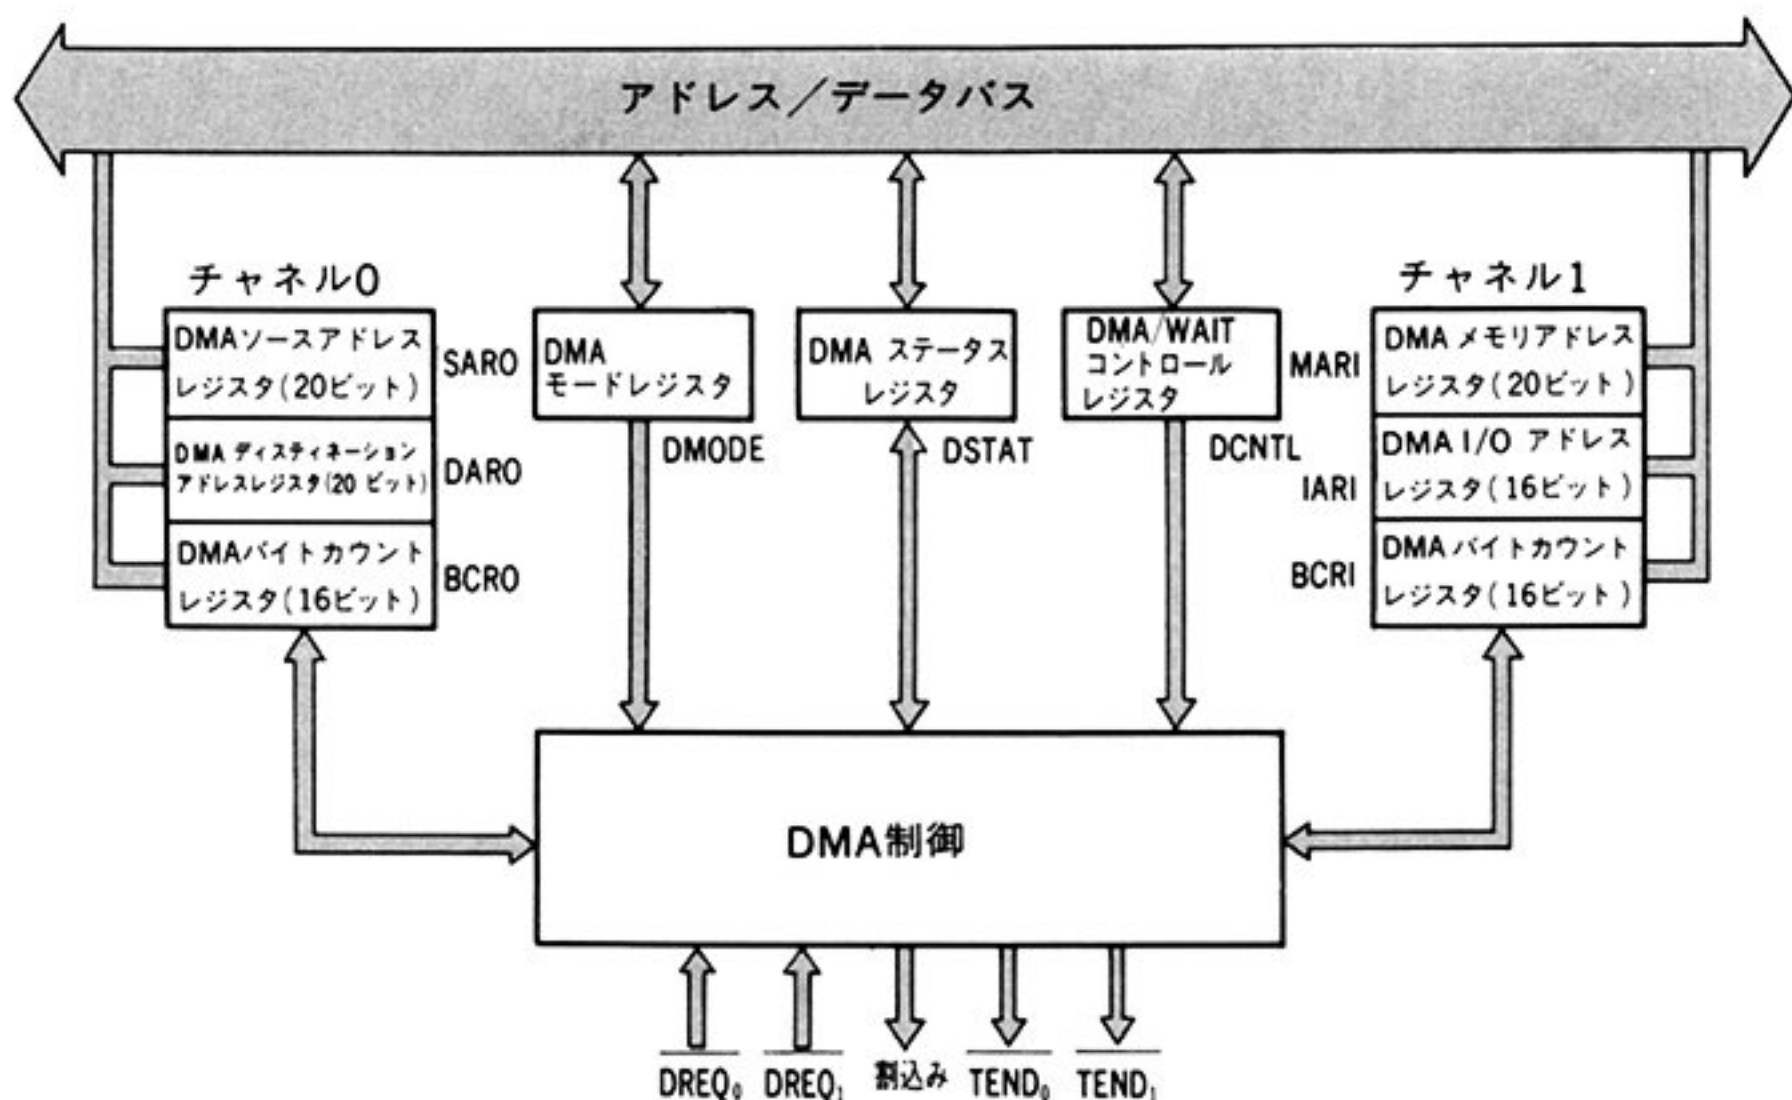 アドレス／データバス
チャネル0
DMAソースアドレス
レジスタ(20ビット)
SAR0
DMA ディスティネーション
アドレスレジスタ(20 ビット)
DAR0
DMAバイトカウント
レジスタ(16ビット)
BCR0
DMA
モードレジスタ
DMODE
DMA ステータス
レジスタ
DSTAT
DMA/WAIT
コントロール
レジスタ
DCNTL
チャネル1
MARI
DMA メモリアドレス
レジスタ(20ビット)
IARI
DMA I/O アドレス
レジスタ(16ビット)
BCRI
DMA バイトカウント
レジスタ(16ビット)
DMA制御
DREQ₀
DREQ₁
割込み
TEND₀
TEND₁